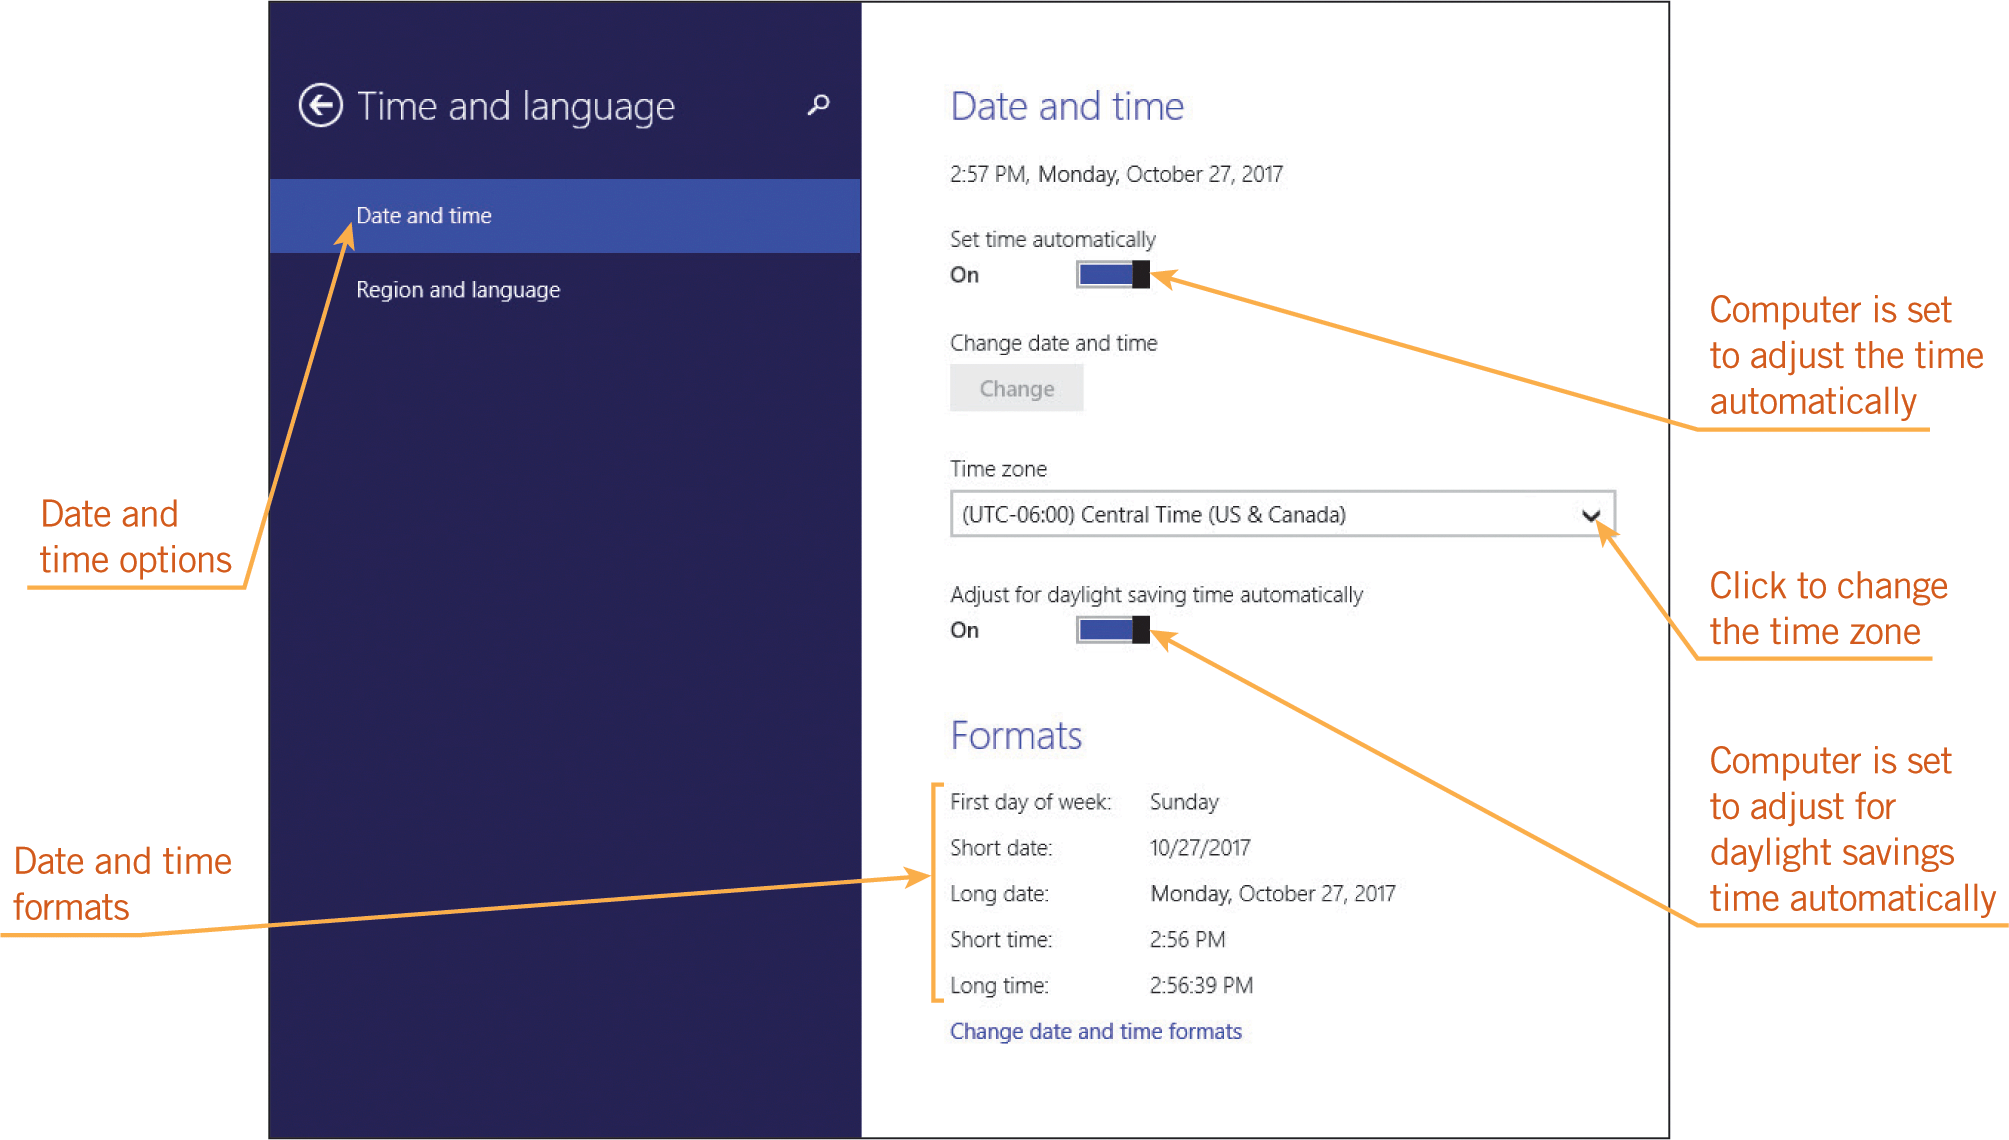 Time and language
Date and time
Region and language
Date and time
2:57 PM, Monday, October 27, 2017
Set time automatically
On
Change date and time
Change
Time zone
(UTC-06:00) Central Time (US & Canada)
Adjust for daylight saving time automatically
On
Formats
First day of week: Sunday
Short date: 10/27/2017
Long date: Monday, October 27, 2017
Short time: 2:56 PM
Long time: 2:56:39 PM
Change date and time formats
Date and
time options
Date and time
formats
Computer is set
to adjust the time
automatically
Click to change
the time zone
Computer is set
to adjust for
daylight savings
time automatically